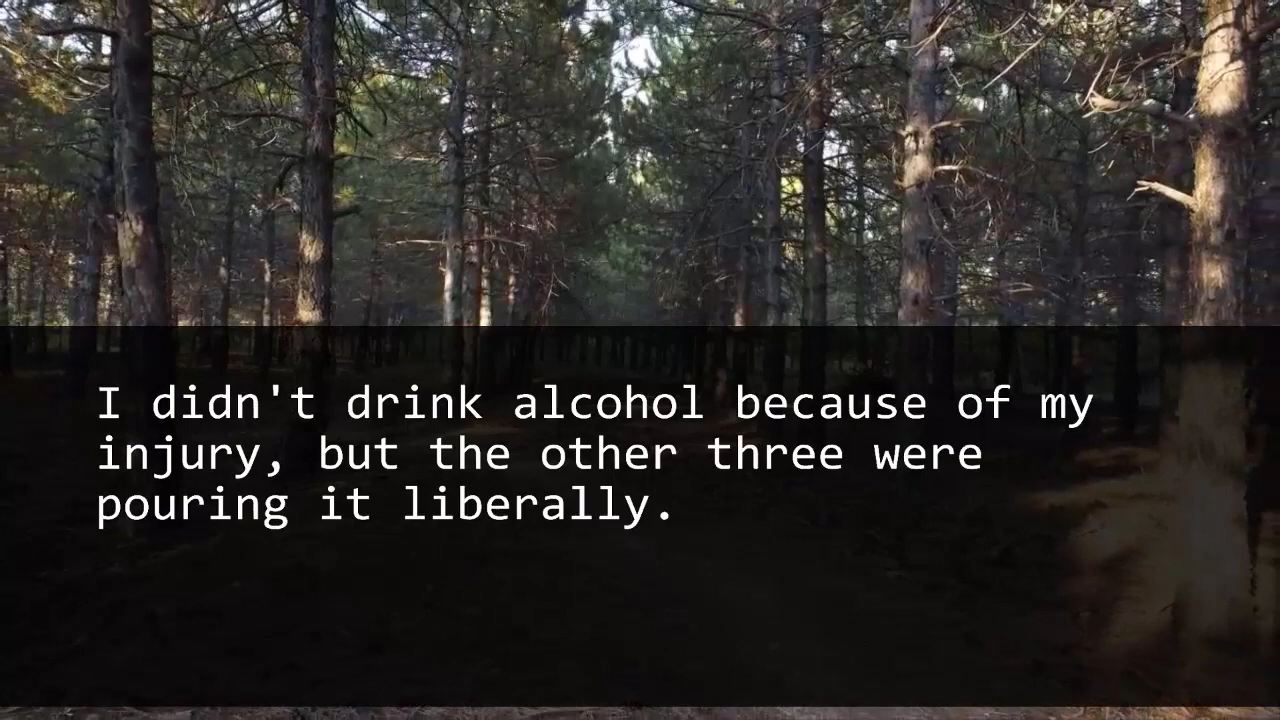 I didn't drink alcohol because of my
injury, but the other three were
pouring it liberally.